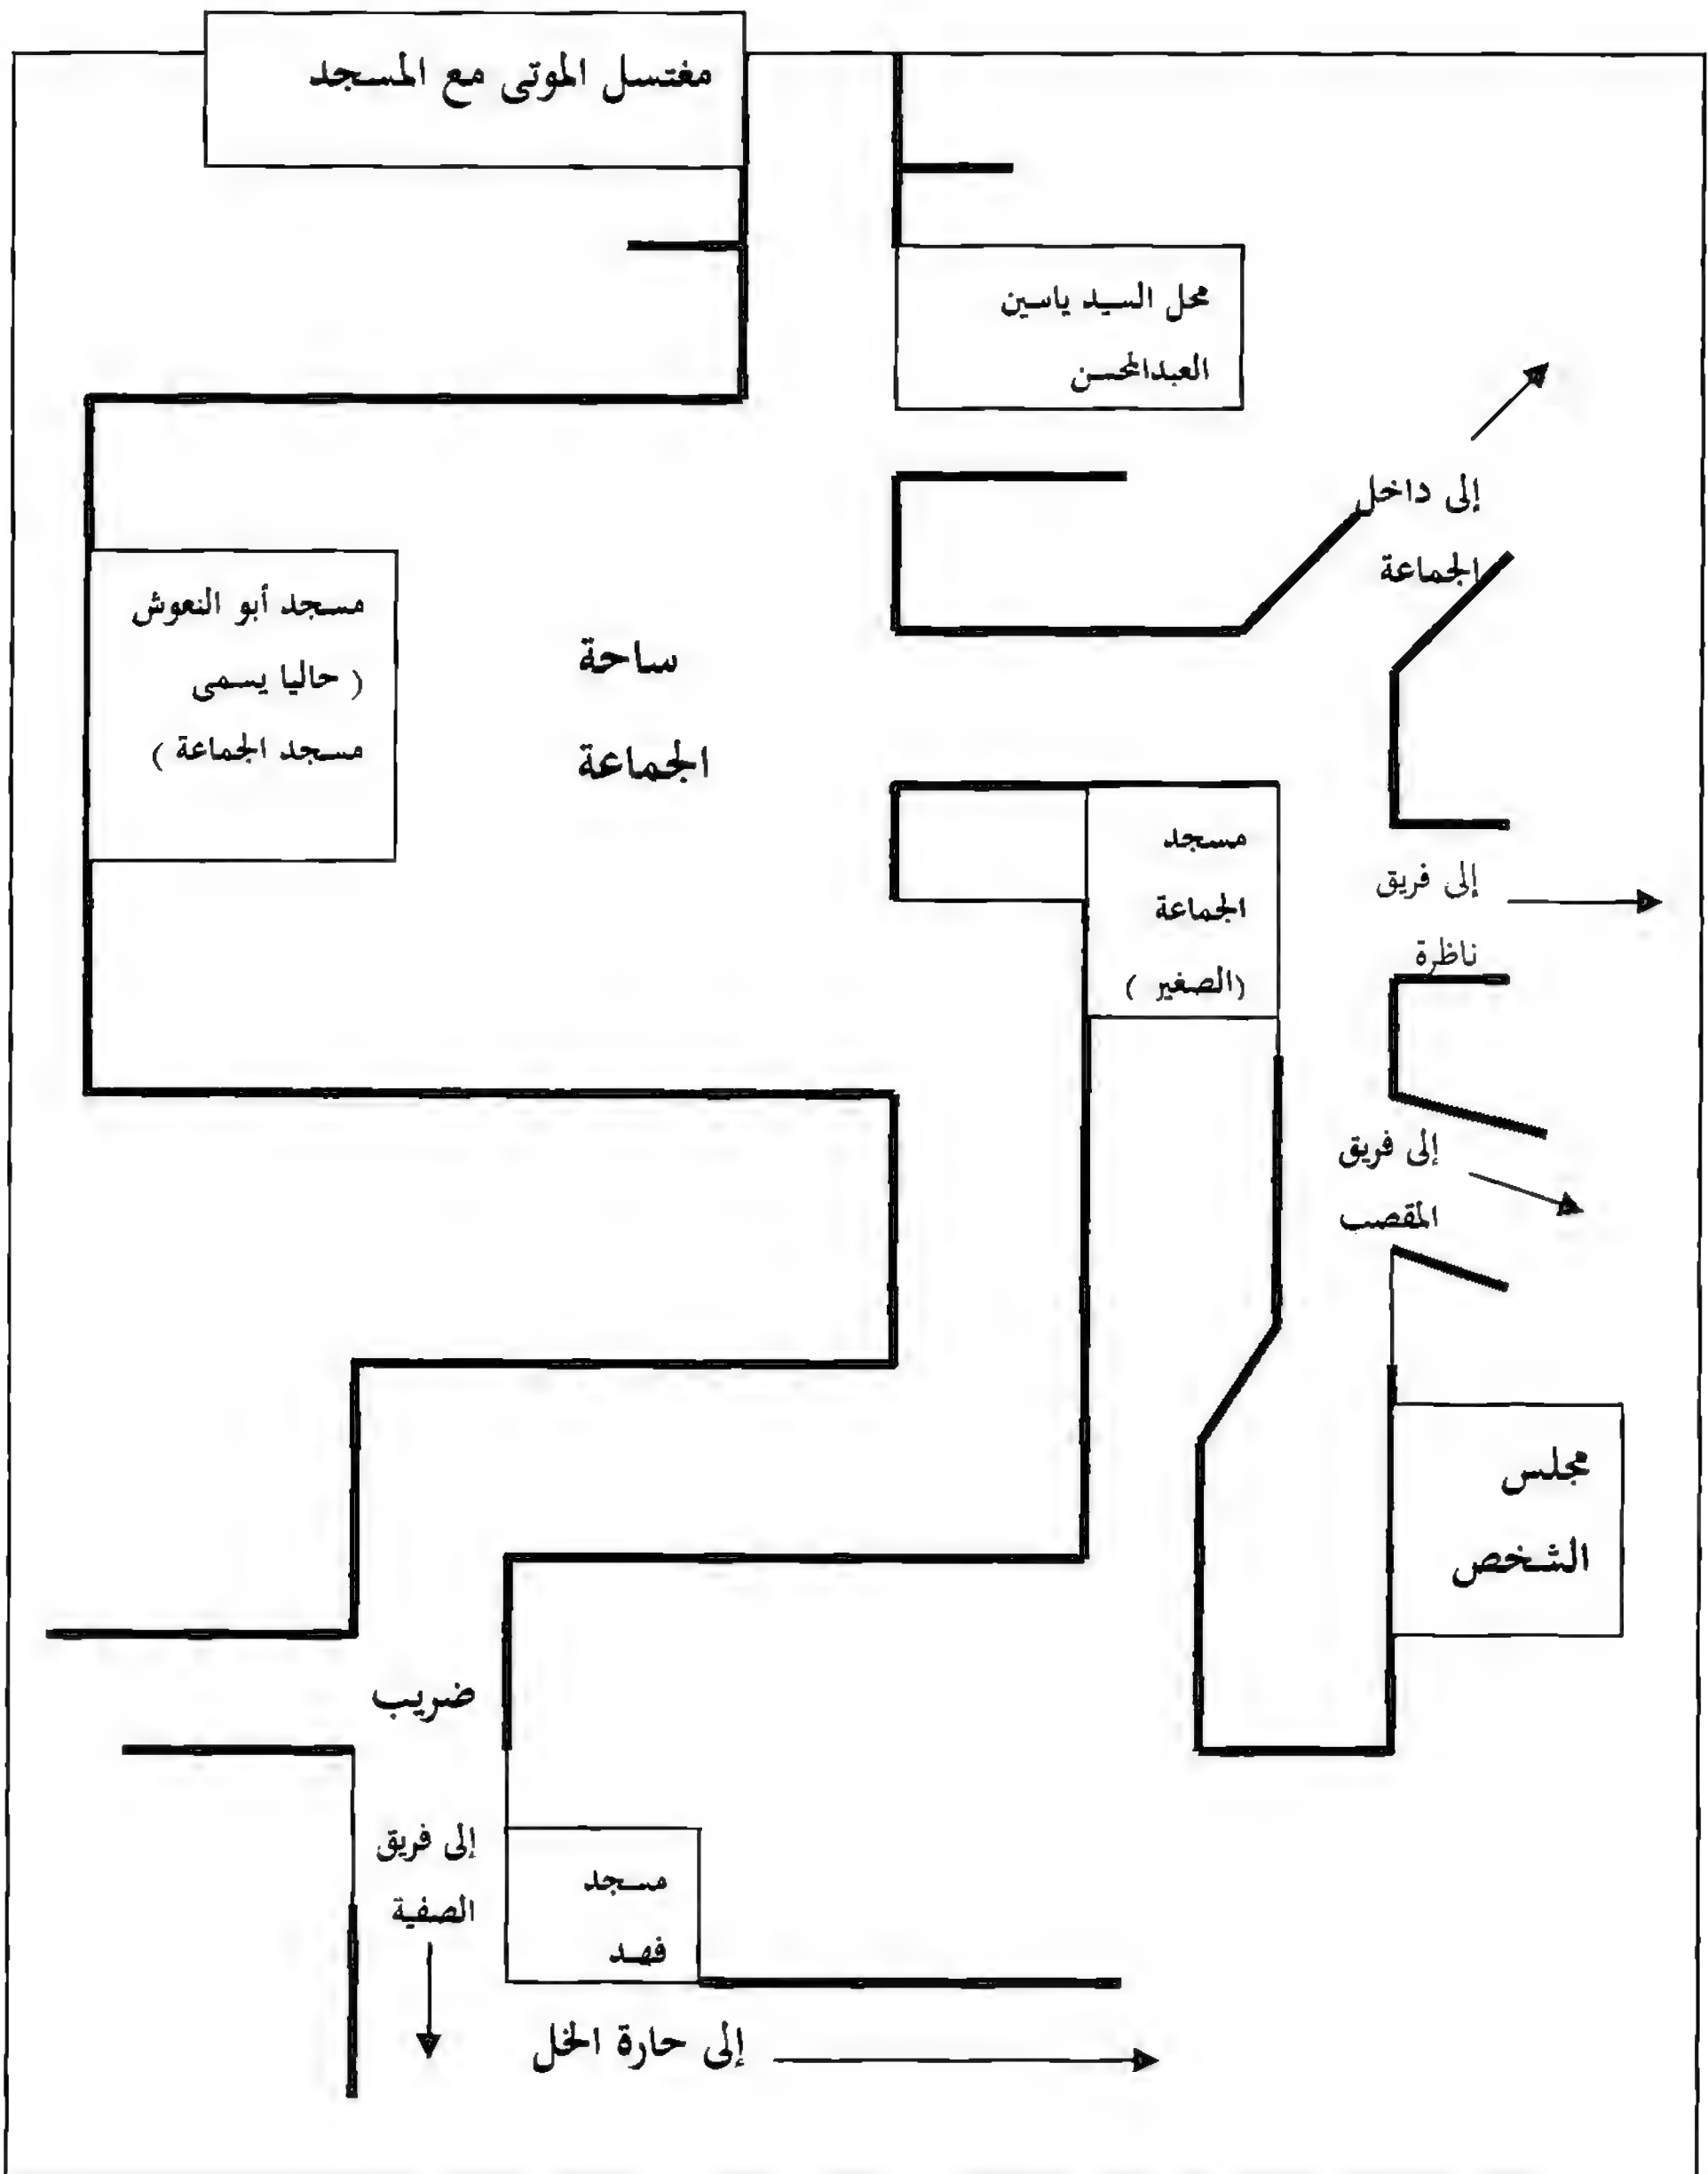 مغتسل الموتى مع المسجد
محل السيد ياسين
العبدالمحسن
إلى داخل
الجماعة
مسجد أبو النعوش
( حاليا يسمى
مسجد الجماعة )
ساحة
الجماعة
مسجد
الجماعة
(الصغير )
إلى فريق
ناظرة
إلى فريق
المقصب
مجلس
الشخص
ضريب
إلى فريق
الصفية
مسجد
فهد
إلى حارة الخل